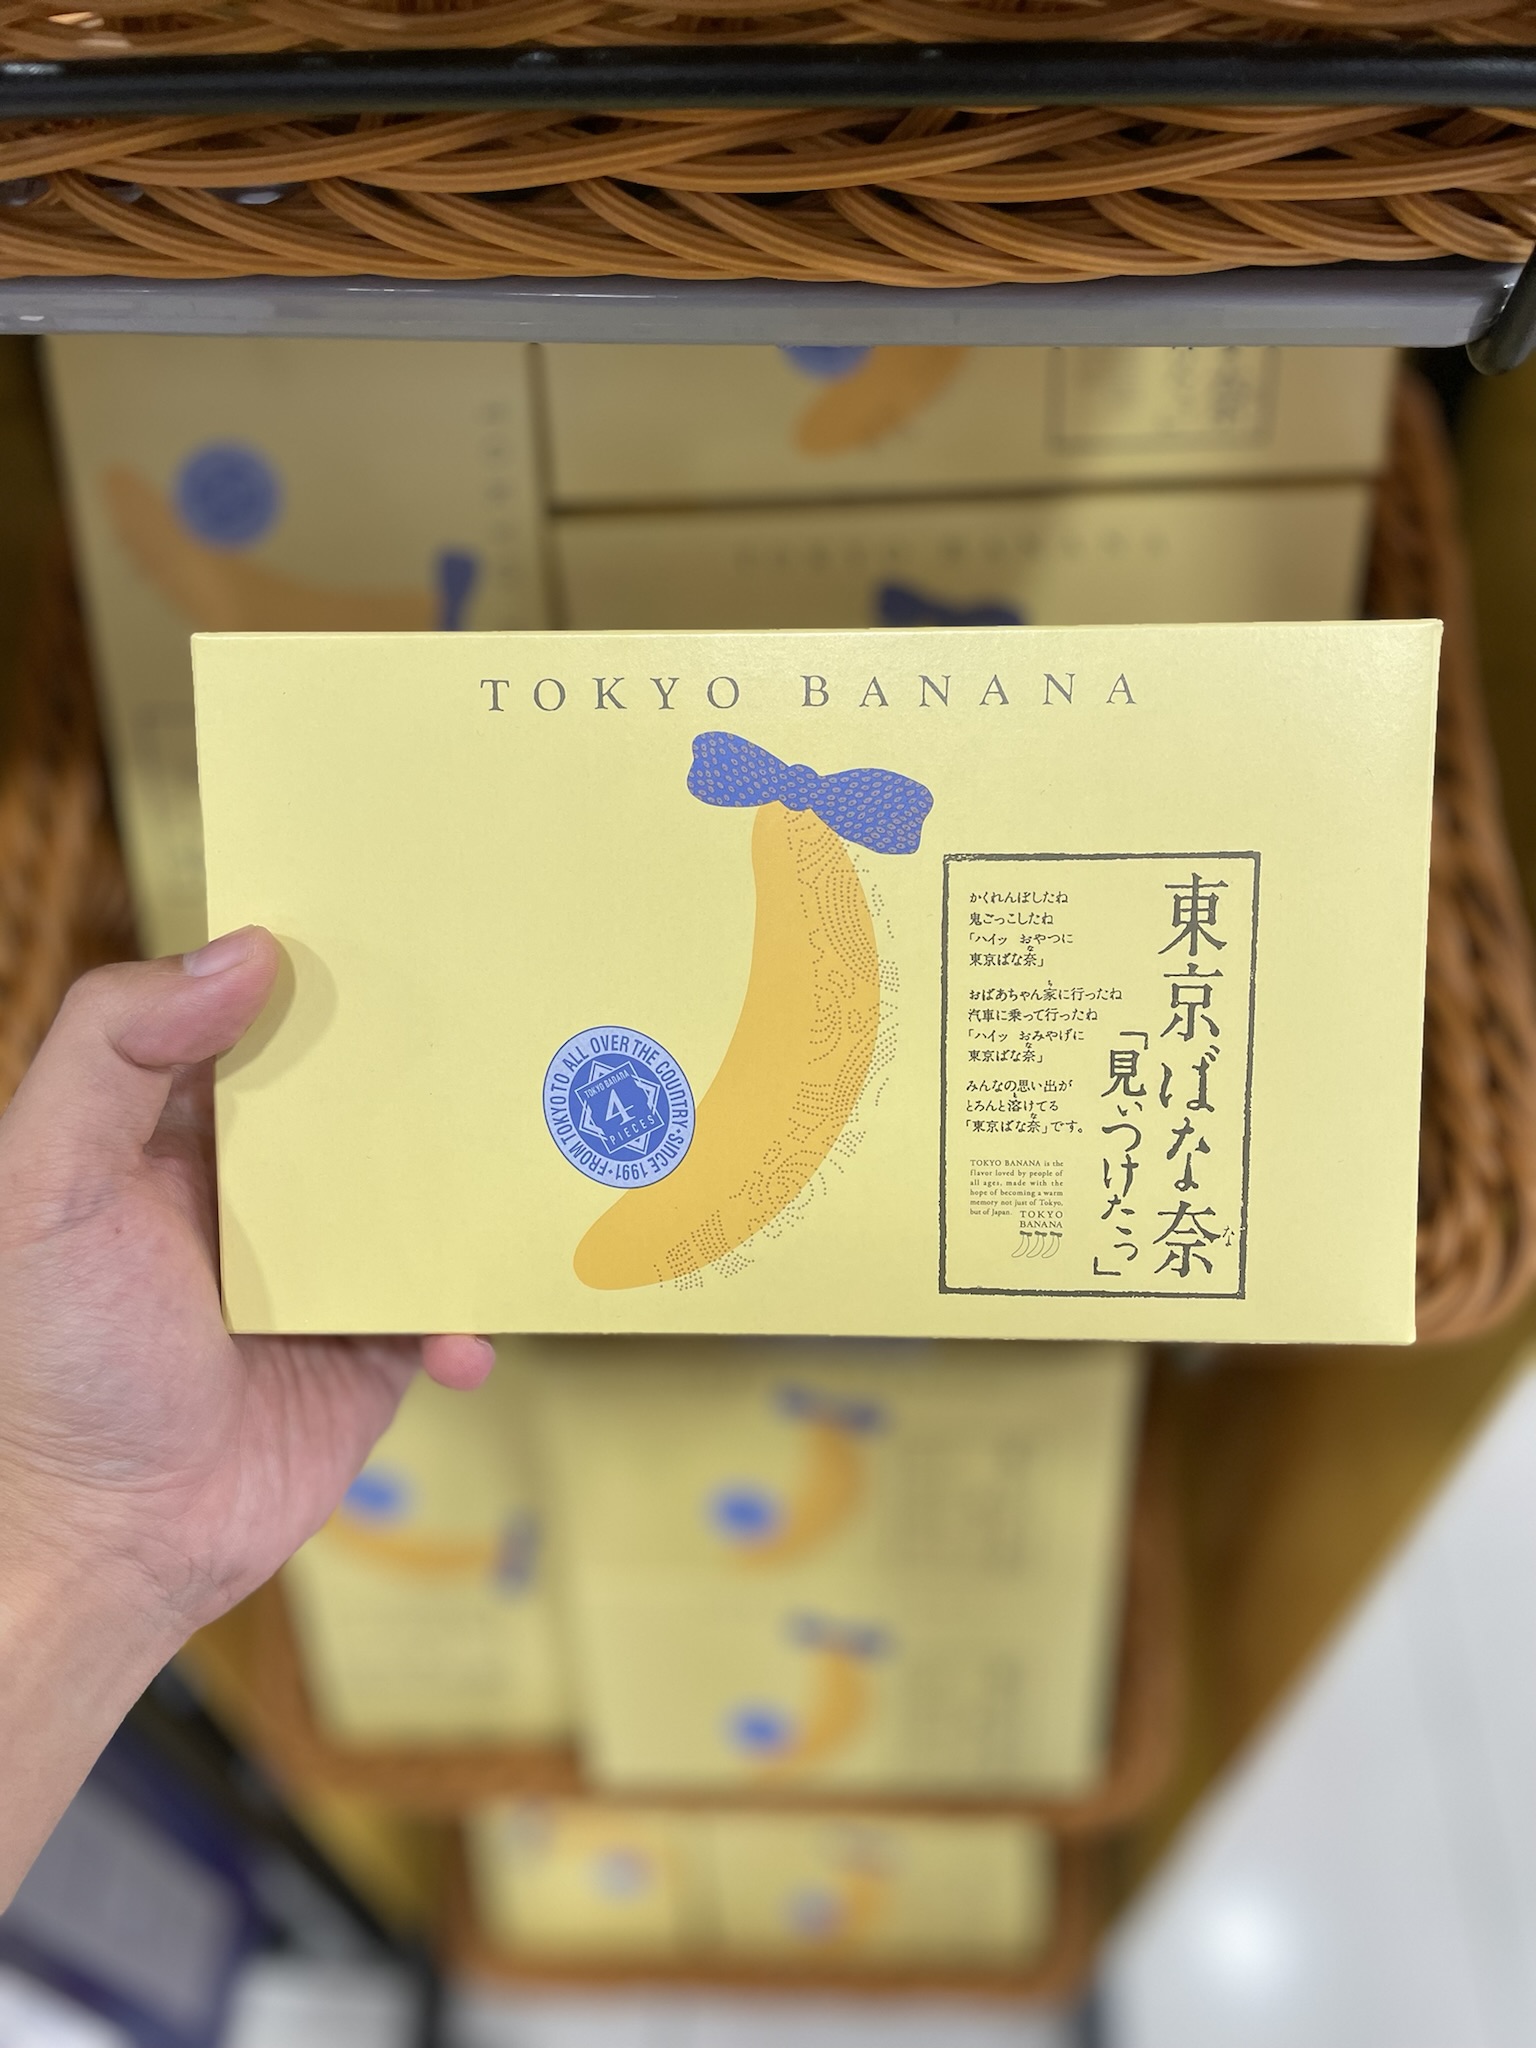 TOKYO BANANA
FROM TOKYO TO ALL OVER THE COUNTRY・SINCE 1991・
TOKYO BANANA
4
PIECES
東京ばな奈
な
「見ぃつけたっ」
かくれんぼしたね
鬼ごっこしたね
「ハイッ おやつに
東京ばな奈」
な
おばあちゃん家に行ったね
ち
汽車に乗って行ったね
「ハイッ おみやげに
東京ばな奈」
な
みんなの思い出が
とろんと溶けてる
と
「東京ばな奈」です。
な
TOKYO BANANA is the
flavor loved by people of
all ages, made with the
hope of becoming a warm
memory not just of Tokyo,
but of Japan.
TOKYO
BANANA